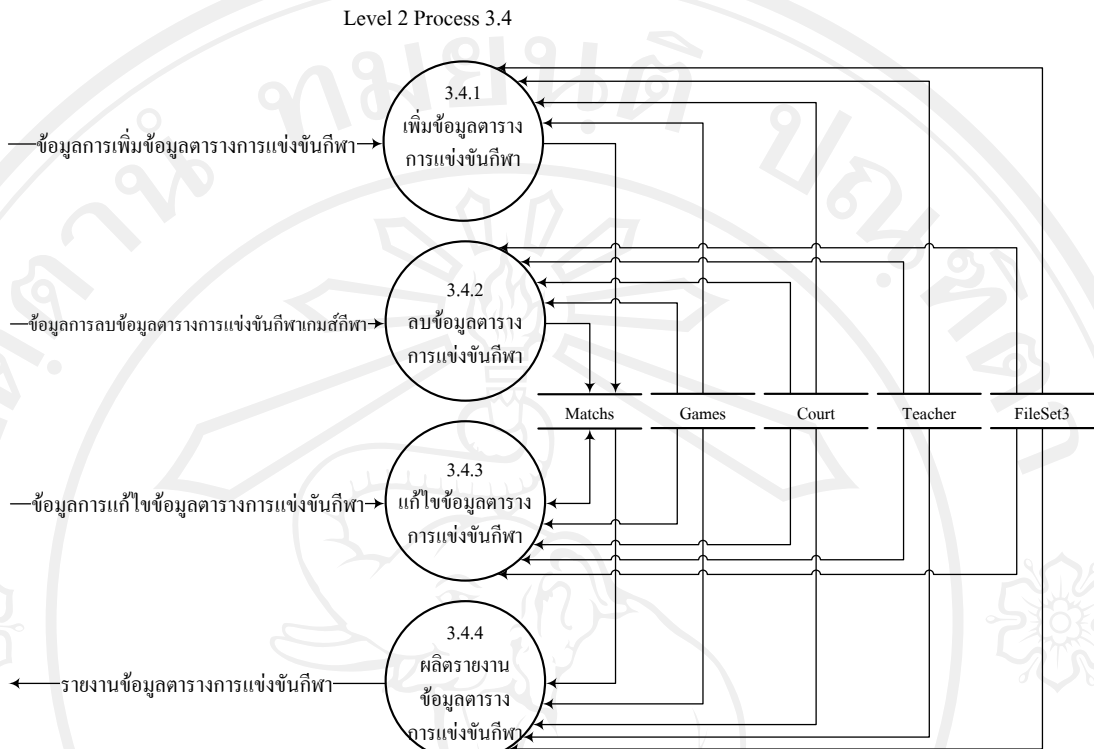 Level 2 Process 3.4
3.4.1
เพิ่มข้อมูลตาราง
การแข่งขันกีฬา
ข้อมูลการเพิ่มข้อมูลตารางการแข่งขันกีฬา
3.4.2
ลบข้อมูลตาราง
การแข่งขันกีฬา
ข้อมูลการลบข้อมูลตารางการแข่งขันกีฬาเกมส์กีฬา
Matchs Games Court Teacher FileSet3
3.4.3
แก้ไขข้อมูลตาราง
การแข่งขันกีฬา
ข้อมูลการแก้ไขข้อมูลตารางการแข่งขันกีฬา
3.4.4
ผลิตรายงาน
ข้อมูลตาราง
การแข่งขันกีฬา
รายงานข้อมูลตารางการแข่งขันกีฬา